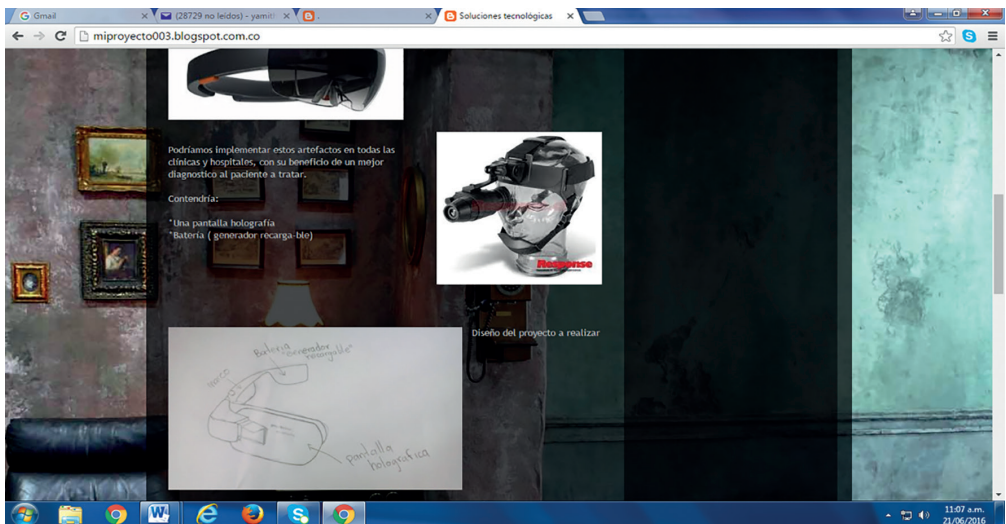 Gmail
(28729 no leidos) - yamitl
.
Soluciones tecnológicas
miproyecto003.blogspot.com.co
Podríamos implementar estos artefactos en todas las
clínicas y hospitales, con su beneficio de un mejor
diagnostico al paciente a tratar.
Contendría:
*Una pantalla holografía
*Batería ( generador recarga-ble)
Response
Diseño del proyecto a realizar
Bateria "generador
recargable"
marco
pantalla
holografica
11:07 a.m.
21/06/2016